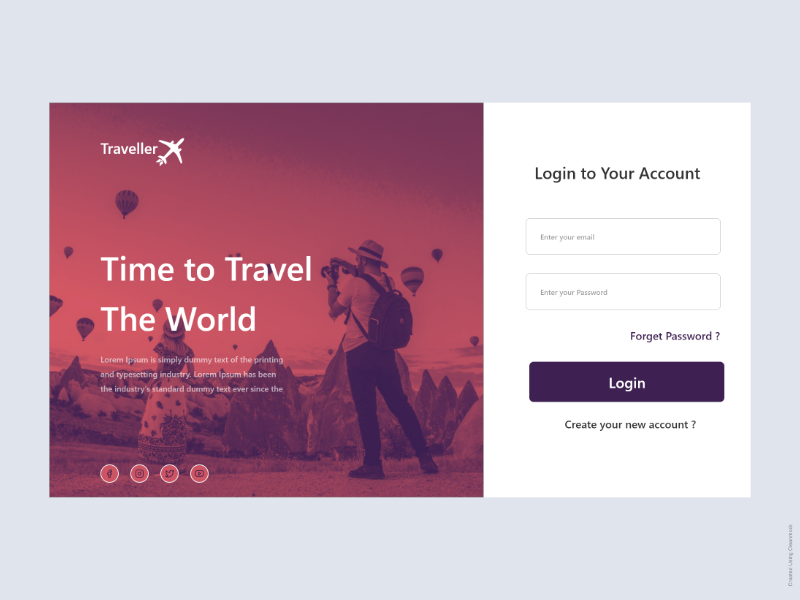 Traveller
Time to Travel
The World
Lorem Ipsum is simply dummy text of the printing
and typesetting industry. Lorem Ipsum has been
the industry's standard dummy text ever since the
Login to Your Account
Enter your email
Enter your Password
Forget Password ?
Login
Create your new account ?